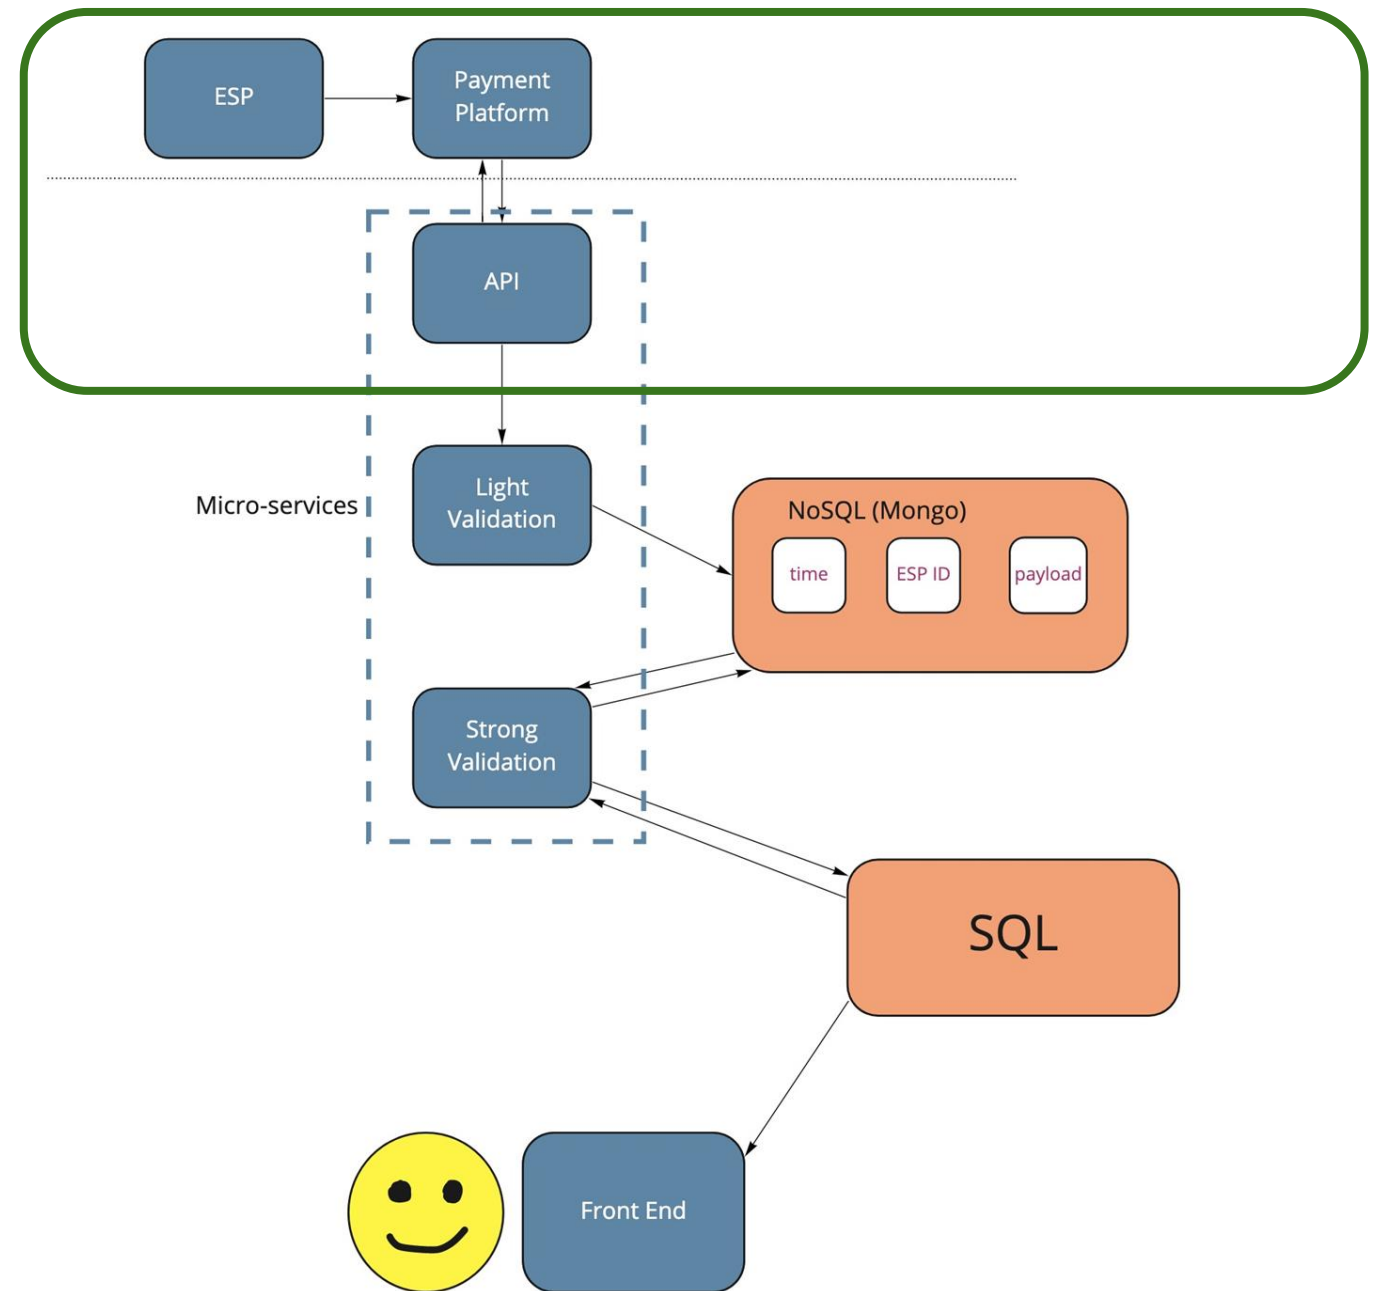 ESP
Payment
Platform
API
Micro-services
Light
Validation
NoSQL (Mongo)
time
ESP ID
payload
Strong
Validation
SQL
Front End